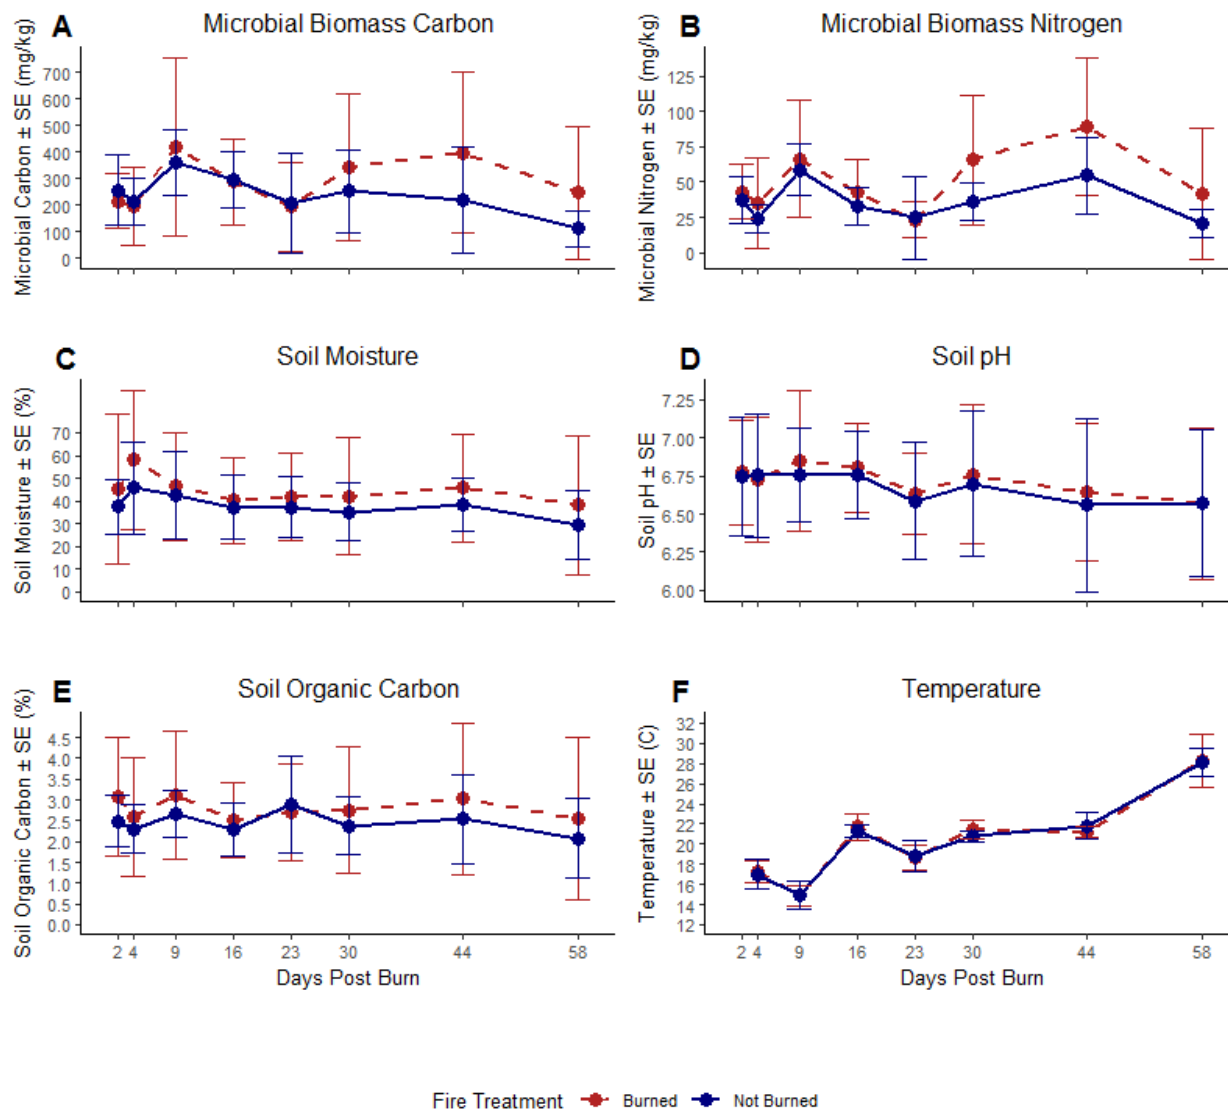 A Microbial Biomass Carbon
Microbial Carbon ± SE (mg/kg)
700
600
500
400
300
200
100
0
B Microbial Biomass Nitrogen
Microbial Nitrogen ± SE (mg/kg)
125
100
75
50
25
0
C Soil Moisture
Soil Moisture ± SE (%)
70
60
50
40
30
20
10
0
D Soil pH
Soil pH ± SE
7.25
7.00
6.75
6.50
6.25
6.00
E Soil Organic Carbon
Soil Organic Carbon ± SE (%)
4.5
4.0
3.5
3.0
2.5
2.0
1.5
1.0
0.5
0.0
2 4 9 16 23 30 44 58
Days Post Burn
F Temperature
Temperature ± SE (C)
32
30
28
26
24
22
20
18
16
14
12
2 4 9 16 23 30 44 58
Days Post Burn
Fire Treatment Burned Not Burned